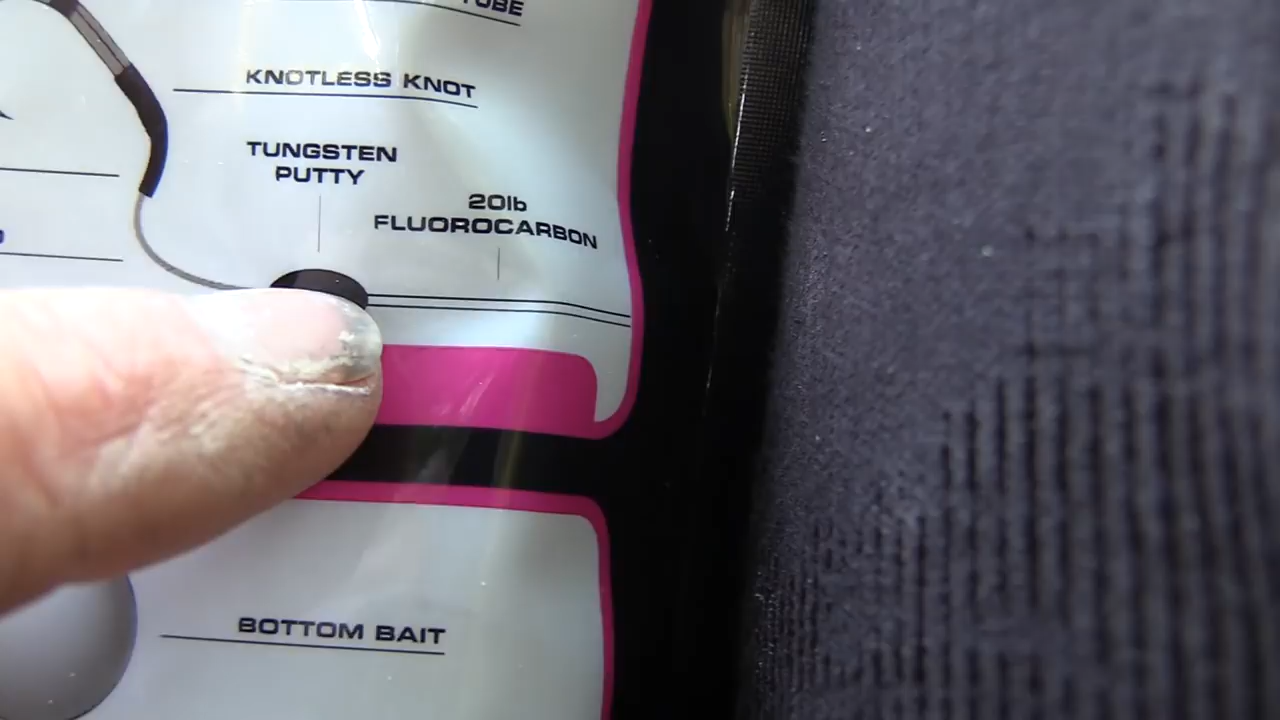 KNOTLESS KNOT
TUNGSTEN
PUTTY
20lb
FLUOROCARBON
BOTTOM BAIT